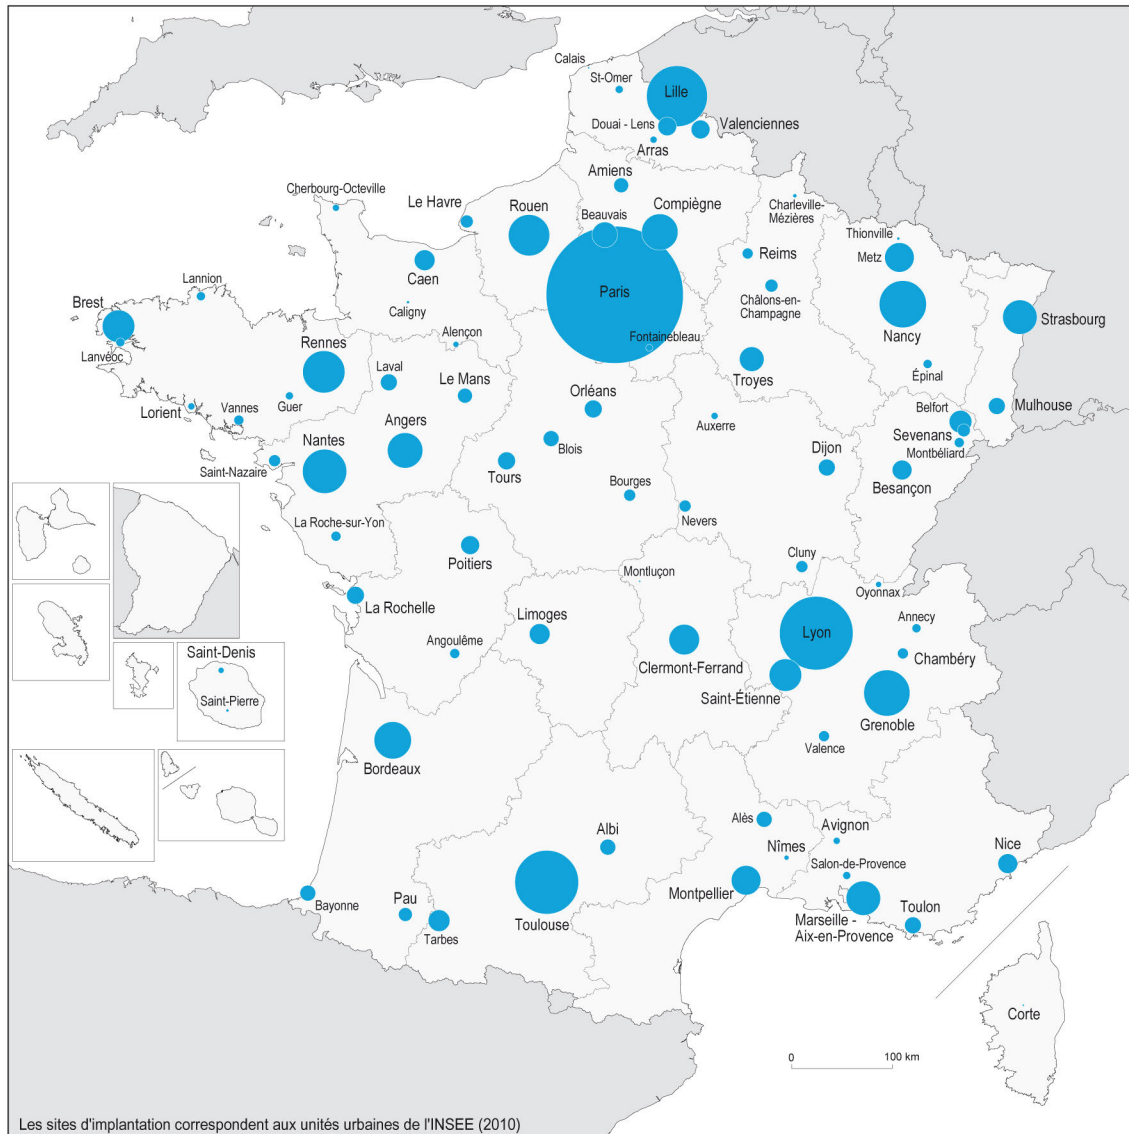 Calais
St-Omer
Lille
Douai - Lens
Valenciennes
Arras
Amiens
Cherbourg-Octeville
Le Havre
Rouen
Beauvais
Compiègne
Charleville-
Mézières
Thionville
Metz
Reims
Caen
Lannion
Caligny
Paris
Châlons-en-
Champagne
Brest
Lanvéoc
Rennes
Alençon
Fontainebleau
Nancy
Strasbourg
Laval
Le Mans
Troyes
Épinal
Orléans
Lorient
Vannes
Guer
Angers
Auxerre
Belfort
Mulhouse
Sevenans
Montbéliard
Nantes
Blois
Saint-Nazaire
Tours
Dijon
Besançon
Bourges
Nevers
La Roche-sur-Yon
Poitiers
Cluny
Montluçon
Oyonnax
La Rochelle
Limoges
Annecy
Lyon
Angoulême
Clermont-Ferrand
Chambéry
Saint-Étienne
Saint-Denis
Saint-Pierre
Grenoble
Valence
Bordeaux
Alès
Albi
Avignon
Nîmes
Nice
Salon-de-Provence
Montpellier
Bayonne
Pau
Toulouse
Tarbes
Marseille -
Aix-en-Provence
Toulon
Corte
0 100 km
Les sites d'implantation correspondent aux unités urbaines de l'INSEE (2010)